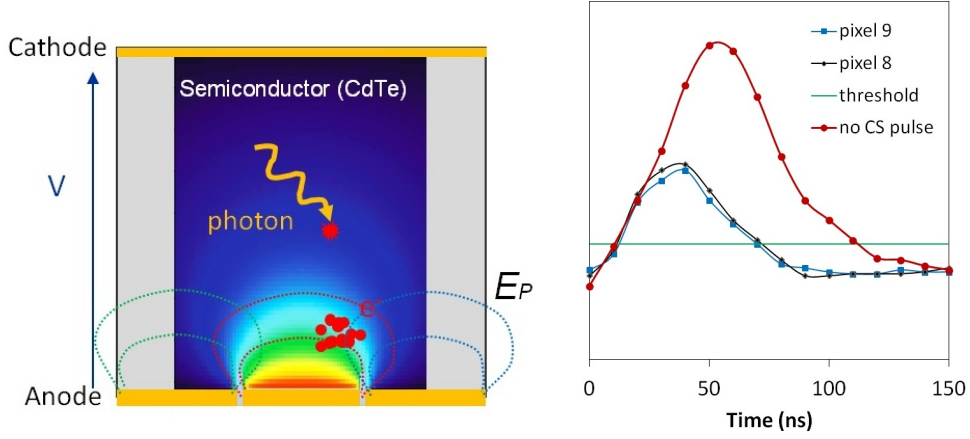 Cathode
Semiconductor (CdTe)
V
photon
e⁻
EP
Anode
pixel 9
pixel 8
threshold
no CS pulse
0
50
100
150
Time (ns)